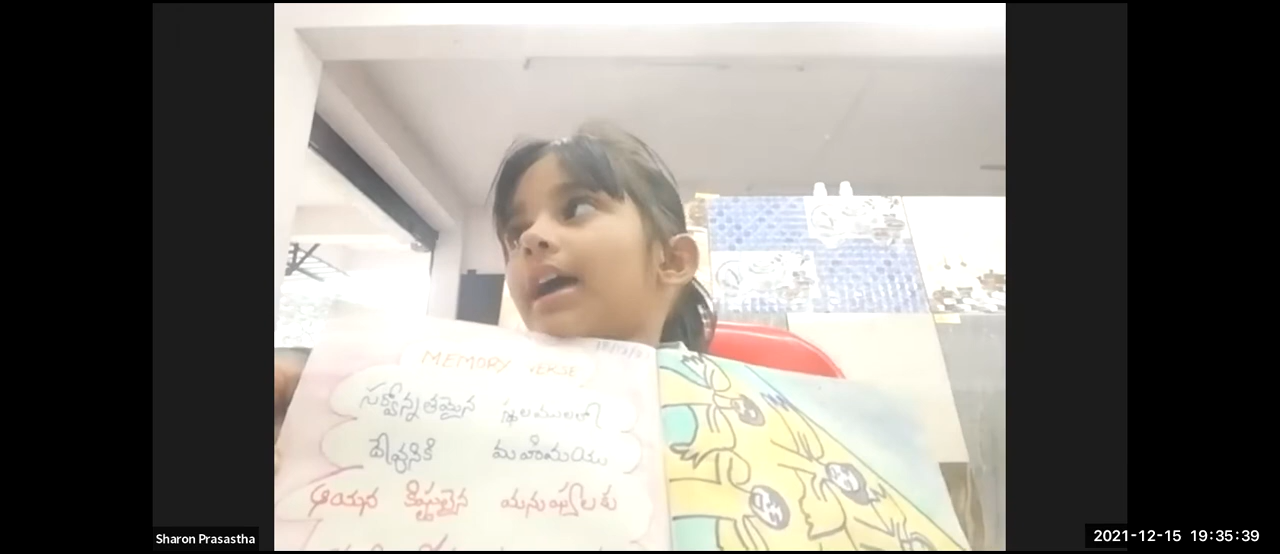 MEMORY VERSE
సర్వోన్నతమైన స్థలములలో
దేవునికి మహిమయు
ఆయన కిష్టులైన మనుష్యులకు
Sharon Prasastha
2021-12-15 19:35:39